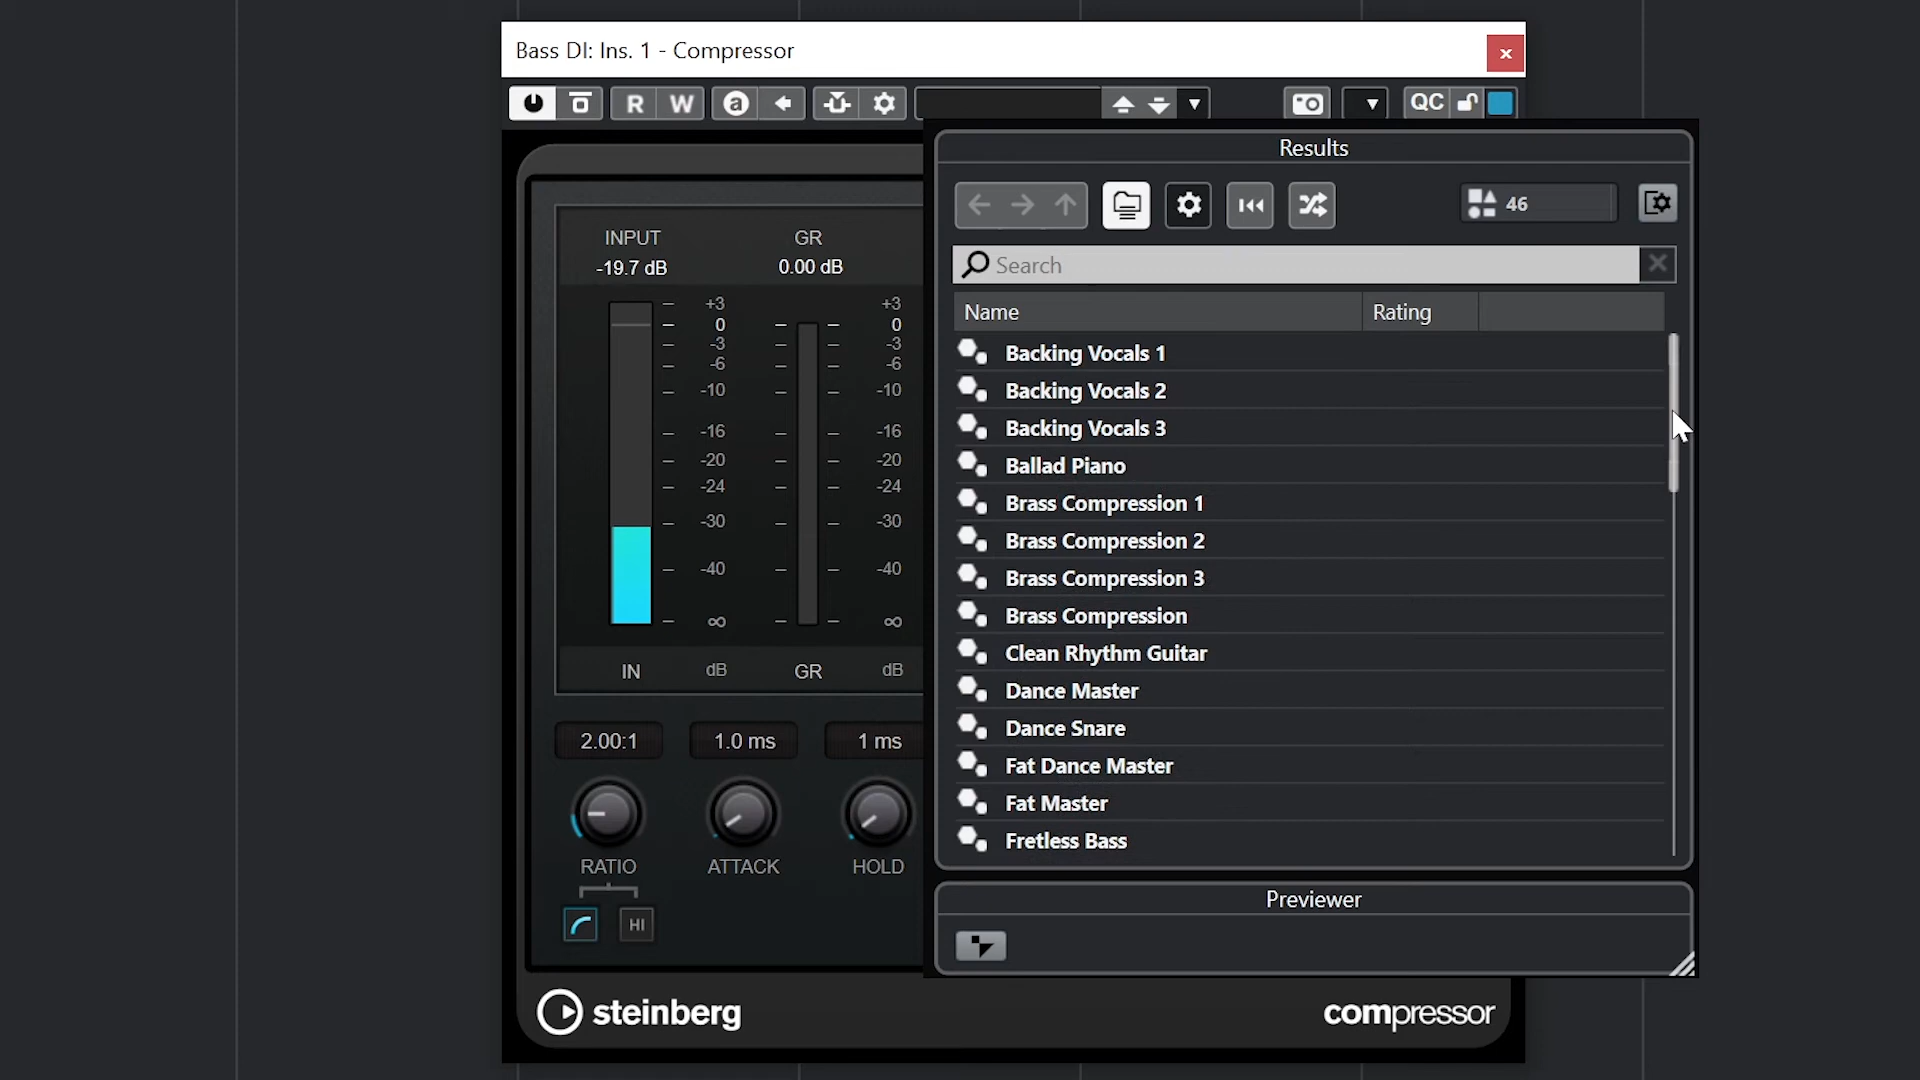 Bass DI: Ins. 1 - Compressor
x
R W a QC
Results
46
Search
Name Rating
Backing Vocals 1
Backing Vocals 2
Backing Vocals 3
Ballad Piano
Brass Compression 1
Brass Compression 2
Brass Compression 3
Brass Compression
Clean Rhythm Guitar
Dance Master
Dance Snare
Fat Dance Master
Fat Master
Fretless Bass
Previewer
INPUT GR
-19.7 dB 0.00 dB
+3 +3
0 0
-3 -3
-6 -6
-10 -10
-16 -16
-20 -20
-24 -24
-30 -30
-40 -40
∞ ∞
IN dB GR dB
2.00:1 1.0 ms 1 ms
RATIO ATTACK HOLD
HI
steinberg compressor